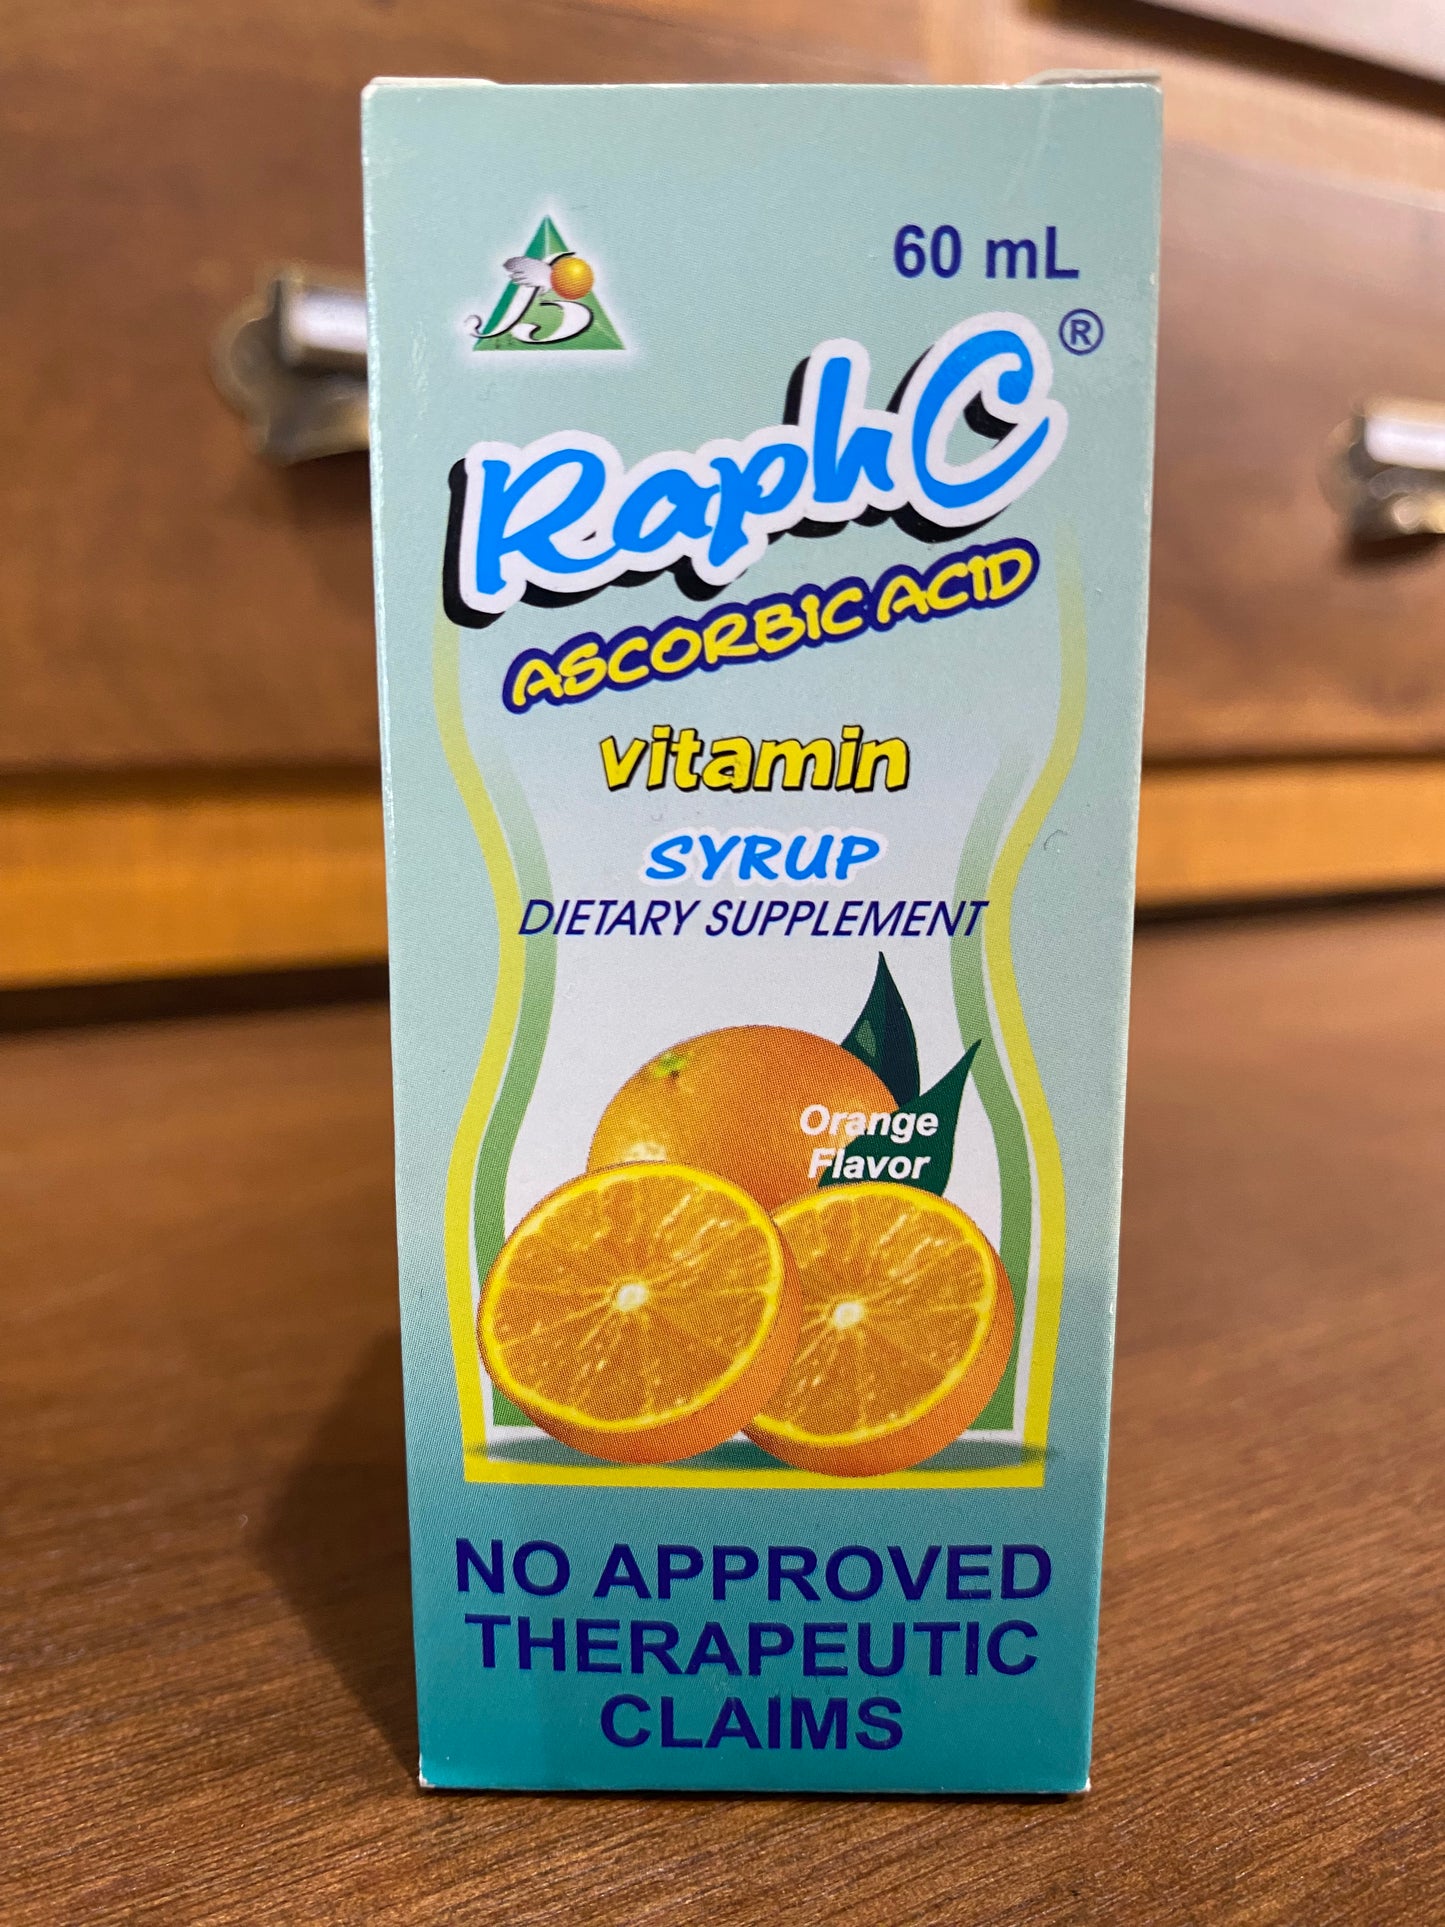 60 mL
RaphC®
ASCORBIC ACID
vitamin
SYRUP
DIETARY SUPPLEMENT
Orange
Flavor
NO APPROVED
THERAPEUTIC
CLAIMS